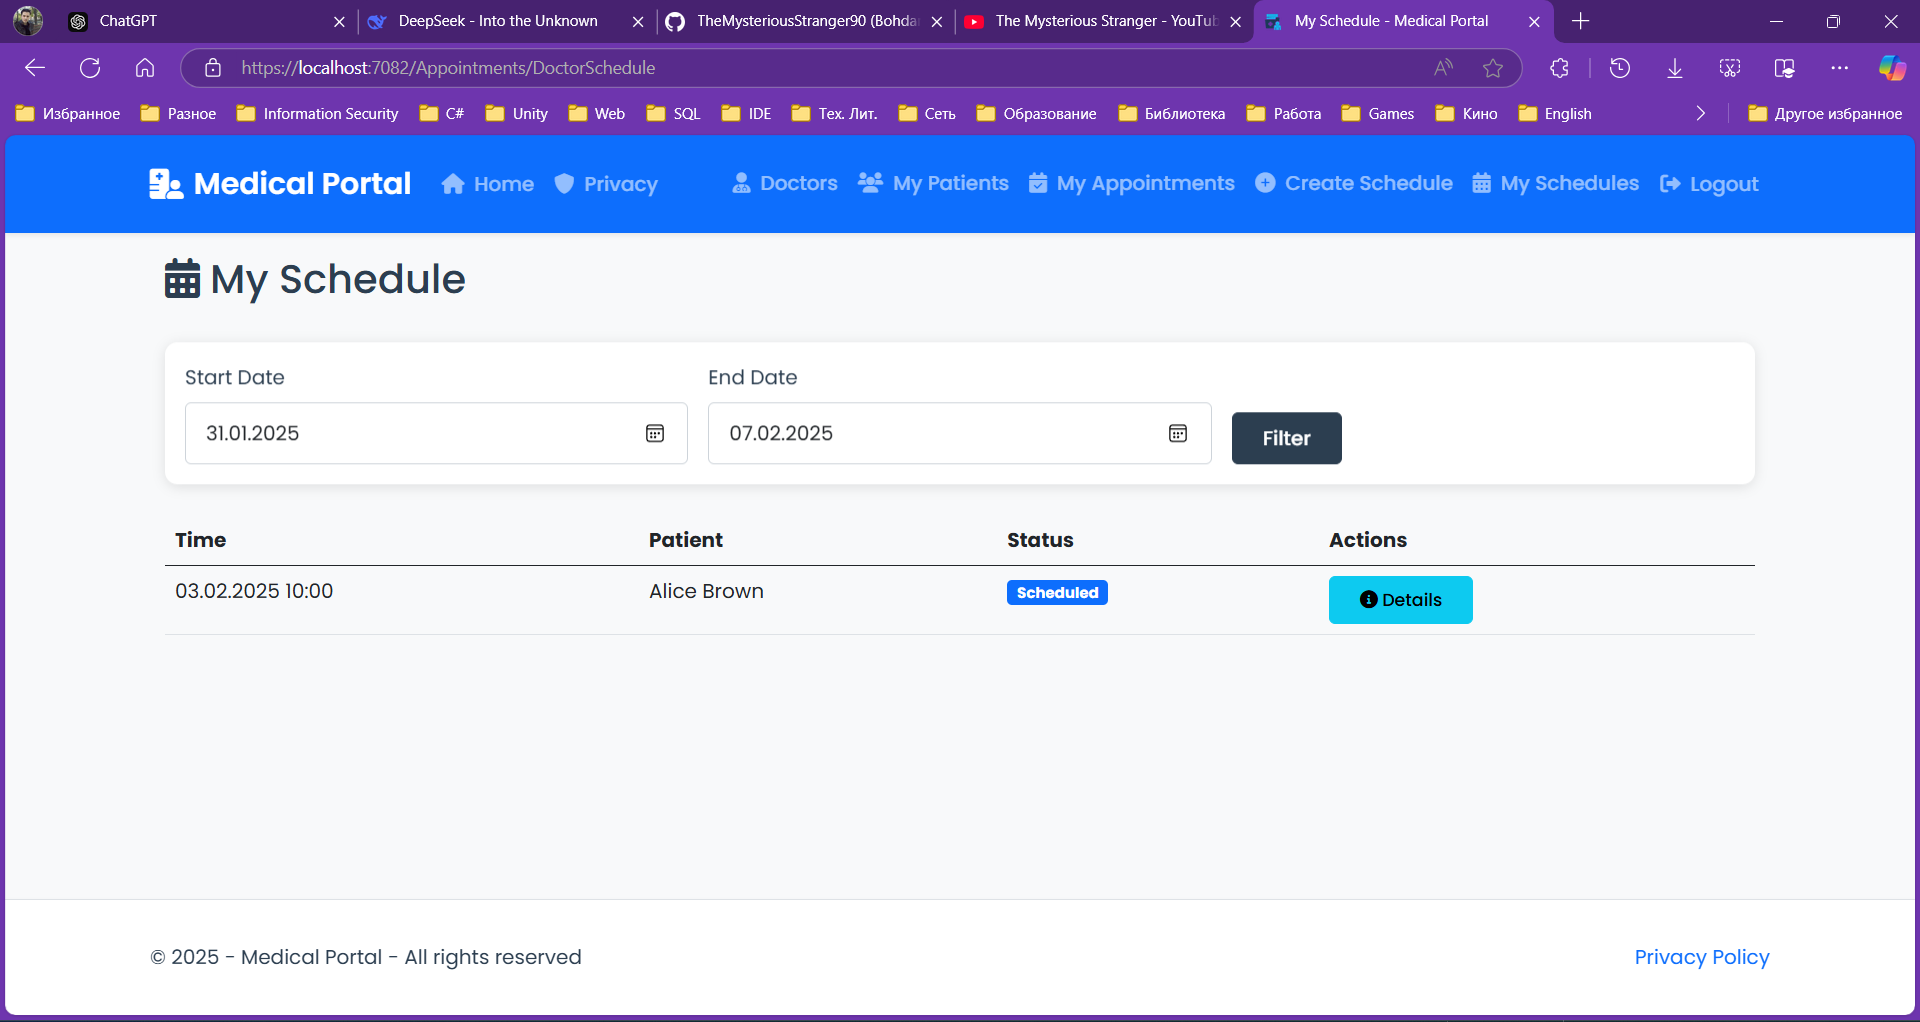 ChatGPT
DeepSeek - Into the Unknown
TheMysteriousStranger90 (Bohda
The Mysterious Stranger - YouTub
My Schedule - Medical Portal
https://localhost:7082/Appointments/DoctorSchedule
Избранное Разное Information Security C# Unity Web SQL IDE Тех. Лит. Сеть Образование Библиотека Работа Games Кино English Другое избранное
Medical Portal Home Privacy Doctors My Patients My Appointments Create Schedule My Schedules Logout
My Schedule
Start Date End Date
31.01.2025 07.02.2025 Filter
Time Patient Status Actions
03.02.2025 10:00 Alice Brown Scheduled Details
© 2025 - Medical Portal - All rights reserved Privacy Policy